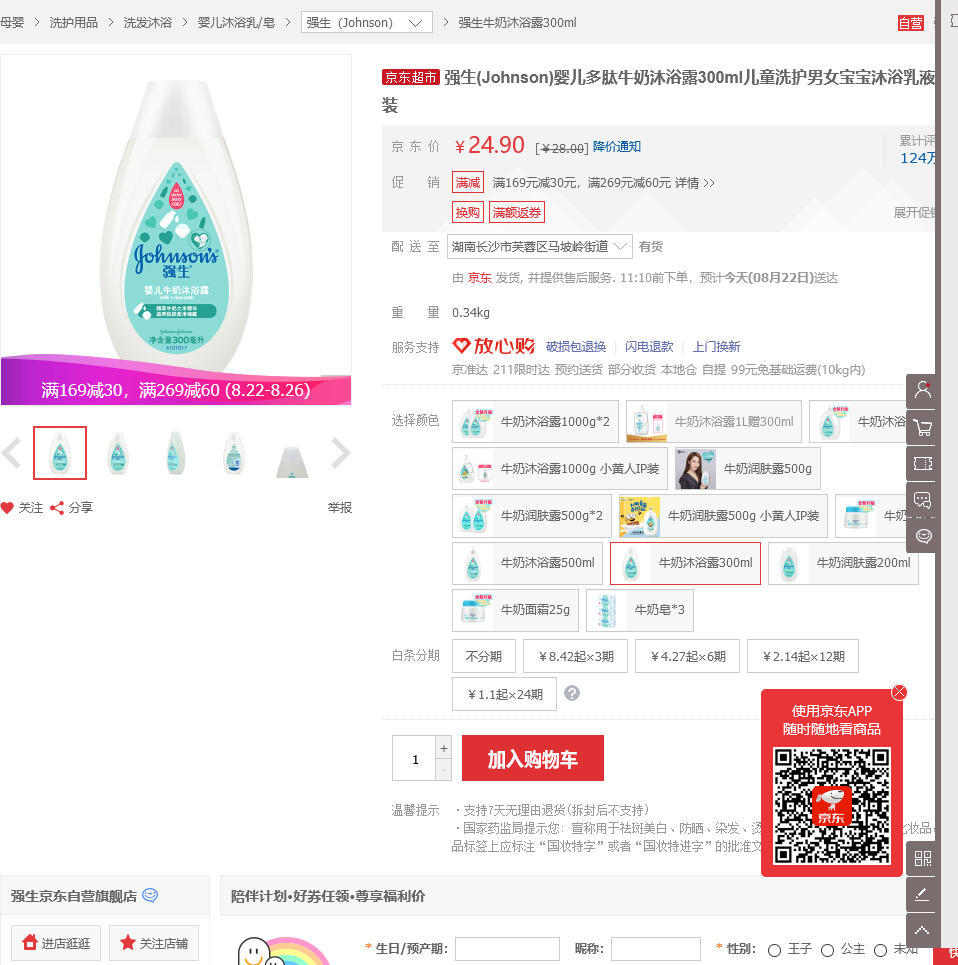 母婴 > 洗护用品 > 洗发沐浴 > 婴儿沐浴乳/皂 > 强生（Johnson） > 强生牛奶沐浴露300ml
自营
Johnson's
强生
婴儿牛奶沐浴露
milk + rice bath
净含量300毫升
满169减30，满269减60 (8.22-8.26)
关注 分享 举报
京东超市 强生(Johnson)婴儿多肽牛奶沐浴露300ml儿童洗护男女宝宝沐浴乳液
装
京东价 ￥24.90 [￥28.00] 降价通知
累计评
124万
促销 满减 满169元减30元，满269元减60元 详情 >>
换购 满额返券
展开促销
配送至 湖南长沙市芙蓉区马坡岭街道 有货
由 京东 发货, 并提供售后服务. 11:10前下单，预计今天(08月22日)送达
重量 0.34kg
服务支持 放心购 破损包退换 闪电退款 上门换新
京准达 211限时达 预约送货 部分收货 本地仓 自提 99元免基础运费(10kg内)
选择颜色 牛奶沐浴露1000g*2 牛奶沐浴露1L赠300ml 牛奶沐浴
牛奶沐浴露1000g 小黄人IP装 牛奶润肤露500g
牛奶润肤露500g*2 牛奶润肤露500g 小黄人IP装 牛奶
牛奶沐浴露500ml 牛奶沐浴露300ml 牛奶润肤露200ml
牛奶面霜25g 牛奶皂*3
白条分期 不分期 ￥8.42起×3期 ￥4.27起×6期 ￥2.14起×12期
￥1.1起×24期 ?
1 + - 加入购物车
温馨提示 ·支持7天无理由退货(拆封后不支持)
·国家药监局提示您：宣称用于祛斑美白、防晒、染发、烫
化妆品
品标签上应标注“国妆特字”或者“国妆特进字”的批准文
使用京东APP
随时随地看商品
京东
强生京东自营旗舰店
进店逛逛 关注店铺
陪伴计划•好券任领•尊享福利价
* 生日/预产期： 昵称： * 性别： 王子 公主 未知